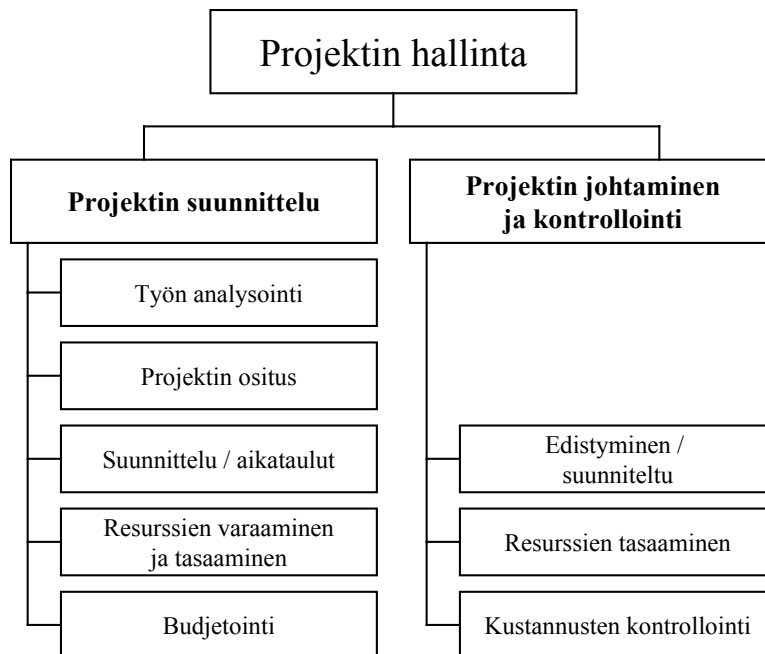 Projektin hallinta
Projektin suunnittelu
Työn analysointi
Projektin ositus
Suunnittelu / aikataulut
Resurssien varaaminen
ja tasaaminen
Budjetointi
Projektin johtaminen
ja kontrollointi
Edistyminen /
suunniteltu
Resurssien tasaaminen
Kustannusten kontrollointi